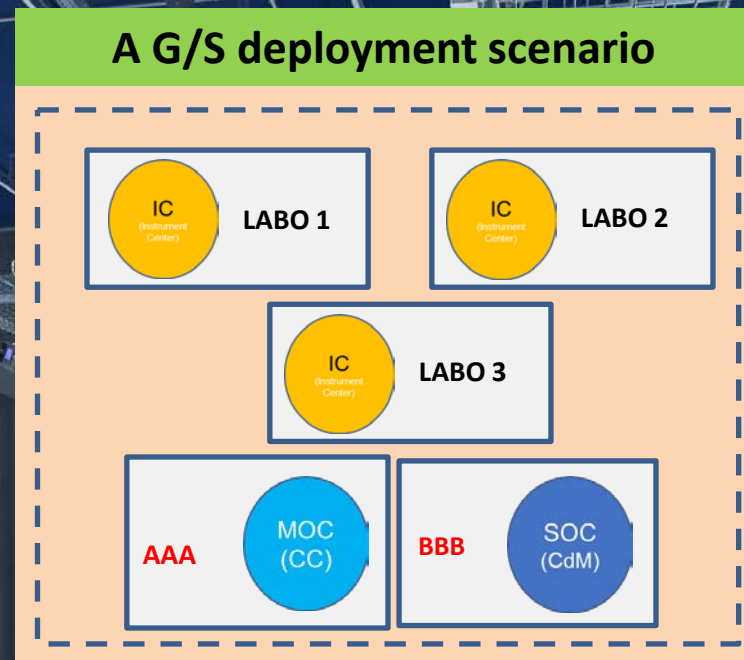 A G/S deployment scenario
IC
(Instrument
Center)
LABO 1
IC
(Instrument
Center)
LABO 2
IC
(Instrument
Center)
LABO 3
AAA
MOC
(CC)
BBB
SOC
(CdM)